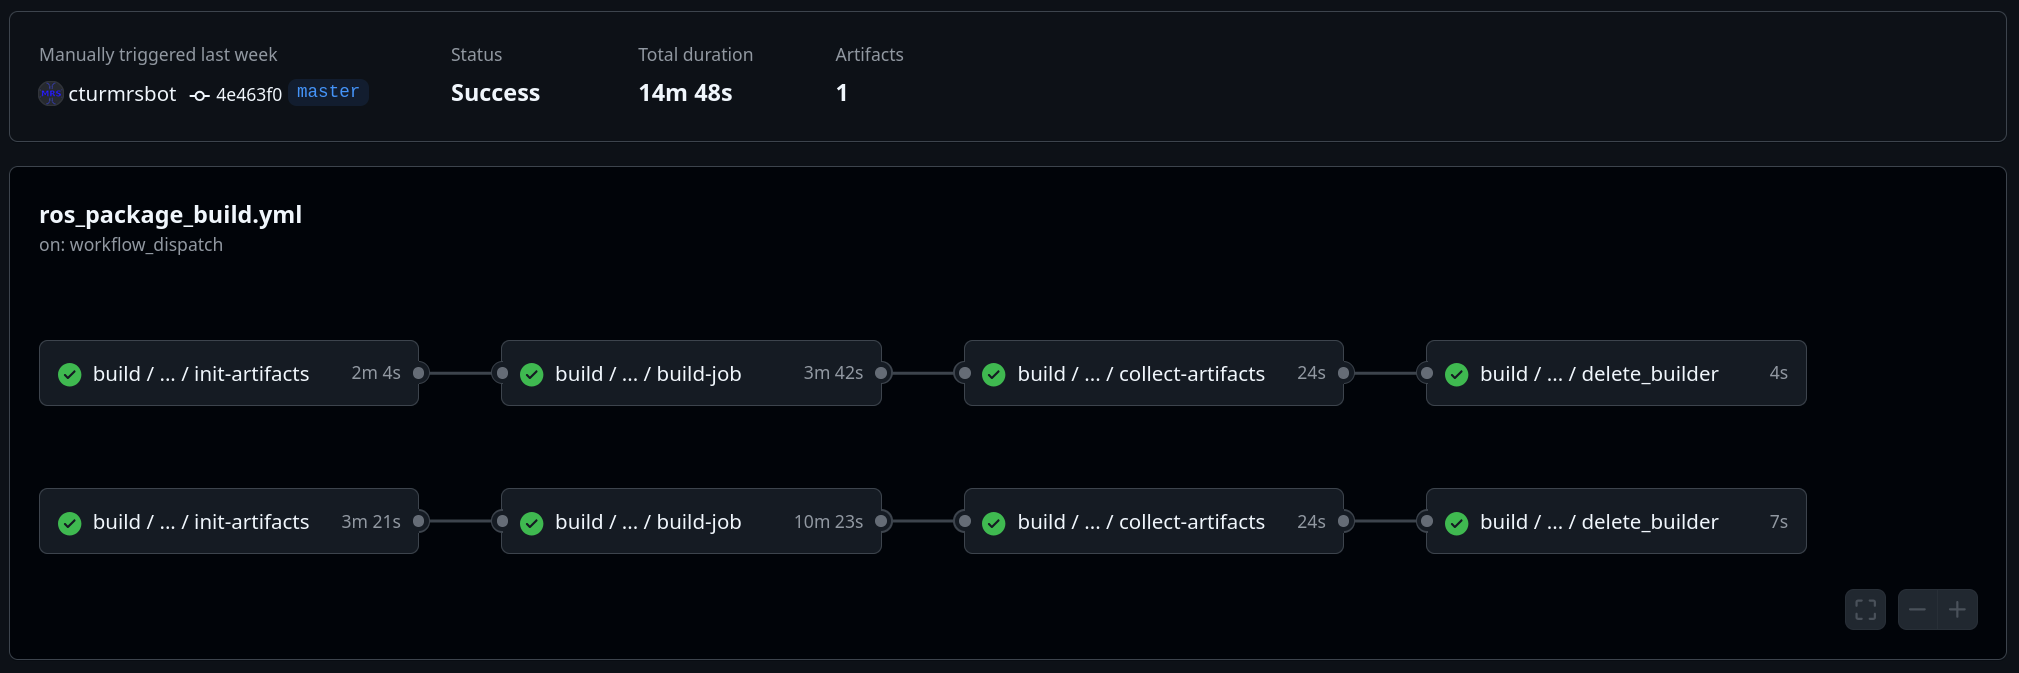 Manually triggered last week
cturmrsbot 4e463f0 master
Status
Success
Total duration
14m 48s
Artifacts
1
ros_package_build.yml
on: workflow_dispatch
build / ... / init-artifacts 2m 4s
build / ... / build-job 3m 42s
build / ... / collect-artifacts 24s
build / ... / delete_builder 4s
build / ... / init-artifacts 3m 21s
build / ... / build-job 10m 23s
build / ... / collect-artifacts 24s
build / ... / delete_builder 7s